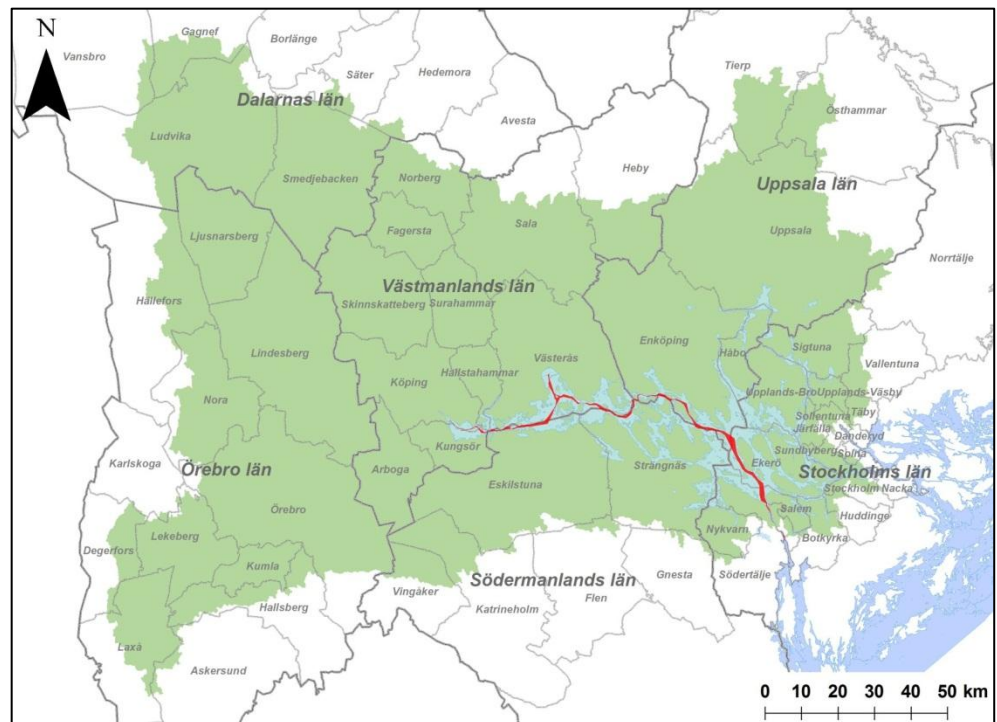 N
Gagnef
Borlänge
Vansbro
Säter
Hedemora
Tierp
Dalarnas län
Östhammar
Avesta
Ludvika
Heby
Smedjebacken
Norberg
Uppsala län
Ljusnarsberg
Fagersta
Sala
Uppsala
Norrtälje
Västmanlands län
Hällefors
Skinnskatteberg
Surahammar
Lindesberg
Enköping
Håbo
Sigtuna
Västerås
Vallentuna
Köping
Hallstahammar
Upplands-Bro
Upplands-Väsby
Nora
Täby
Sollentuna
Järfälla
Danderyd
Kungsör
Sundbyberg
Solna
Karlskoga
Arboga
Strängnäs
Ekerö
Örebro län
Stockholms län
Eskilstuna
Stockholm
Nacka
Örebro
Salem
Huddinge
Lekeberg
Nykvarn
Botkyrka
Degerfors
Kumla
Södermanlands län
Gnesta
Södertälje
Vingåker
Flen
Hallsberg
Katrineholm
Laxå
Askersund
0 10 20 30 40 50 km